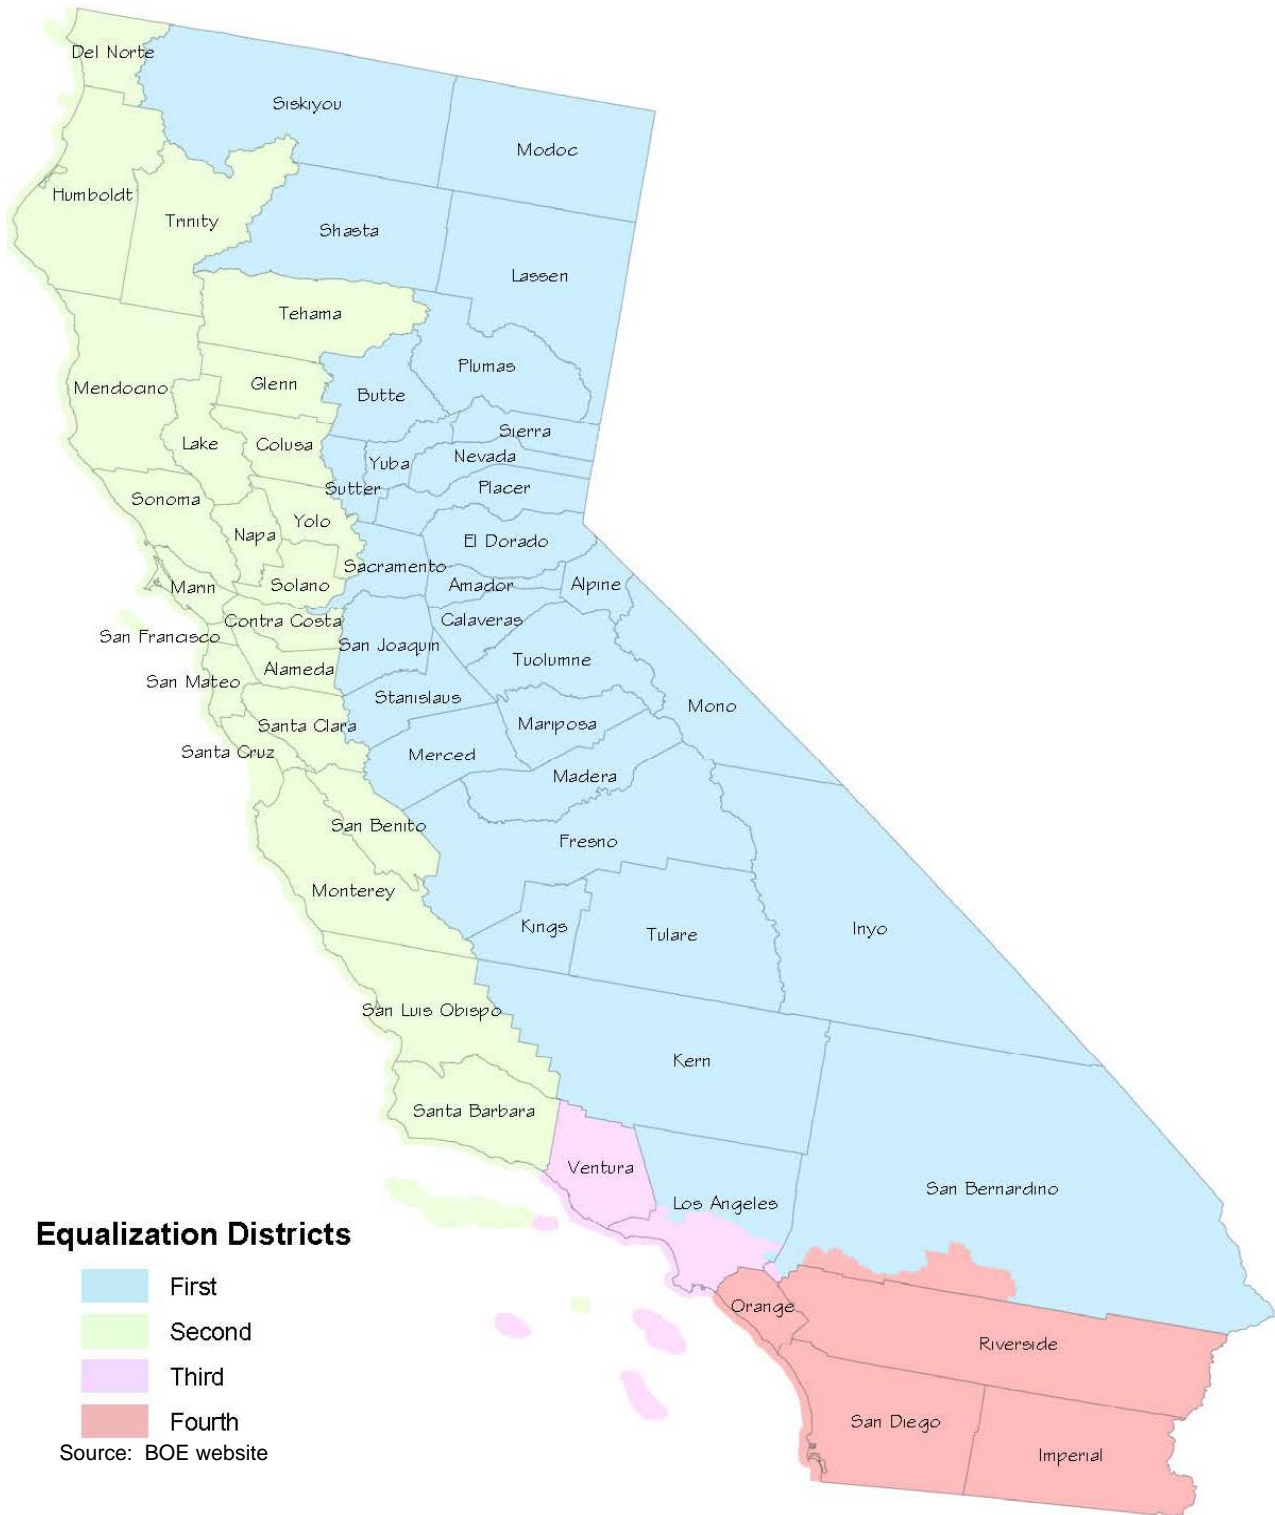 Del Norte
Siskiyou
Modoc
Humboldt
Trinity
Shasta
Lassen
Tehama
Plumas
Mendocino
Glenn
Butte
Lake
Colusa
Sierra
Yuba
Nevada
Sutter
Placer
Sonoma
Napa
Yolo
El Dorado
Sacramento
Marin
Solano
Amador
Alpine
Contra Costa
Calaveras
San Francisco
San Joaquin
Alameda
Tuolumne
San Mateo
Stanislaus
Mono
Santa Clara
Mariposa
Santa Cruz
Merced
Madera
San Benito
Fresno
Monterey
Kings
Tulare
Inyo
San Luis Obispo
Kern
Santa Barbara
Ventura
Los Angeles
San Bernardino
Orange
Riverside
San Diego
Imperial
Equalization Districts
First
Second
Third
Fourth
Source: BOE website